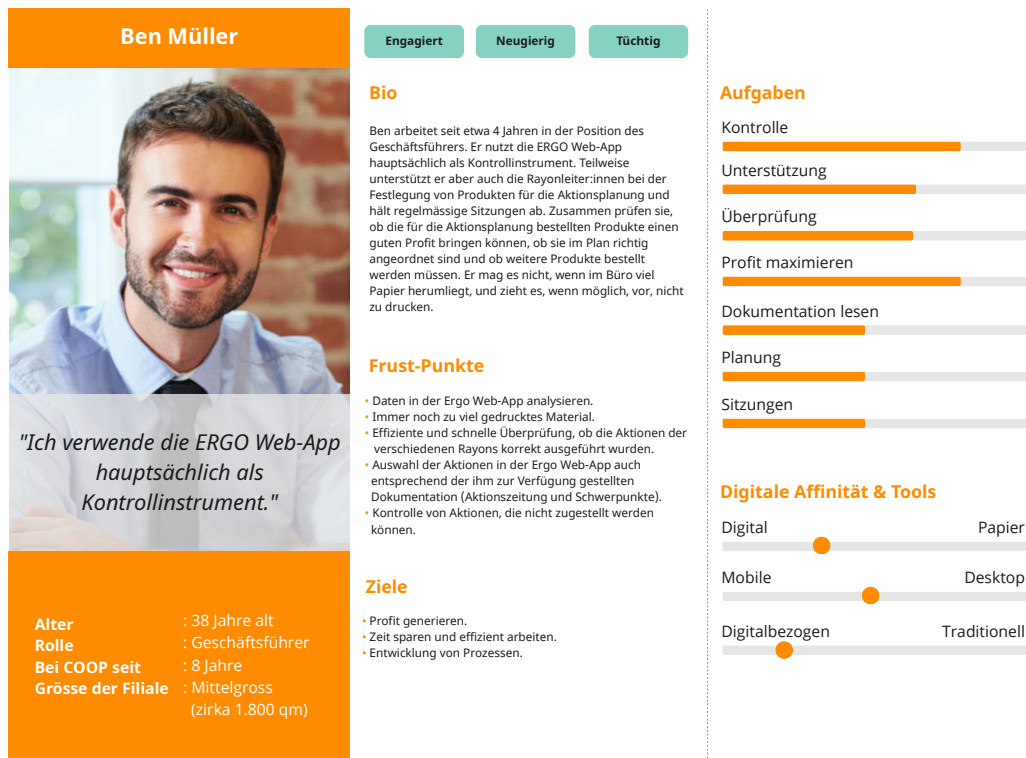 Ben Müller
"Ich verwende die ERGO Web-App
hauptsächlich als
Kontrollinstrument."
Alter : 38 Jahre alt
Rolle : Geschäftsführer
Bei COOP seit : 8 Jahre
Grösse der Filiale : Mittelgross
(zirka 1.800 qm)
Engagiert Neugierig Tüchtig
Bio
Ben arbeitet seit etwa 4 Jahren in der Position des
Geschäftsführers. Er nutzt die ERGO Web-App
hauptsächlich als Kontrollinstrument. Teilweise
unterstützt er aber auch die Rayonleiter:innen bei der
Festlegung von Produkten für die Aktionsplanung und
hält regelmässige Sitzungen ab. Zusammen prüfen sie,
ob die für die Aktionsplanung bestellten Produkte einen
guten Profit bringen können, ob sie im Plan richtig
angeordnet sind und ob weitere Produkte bestellt
werden müssen. Er mag es nicht, wenn im Büro viel
Papier herumliegt, und zieht es, wenn möglich, vor, nicht
zu drucken.
Frust-Punkte
• Daten in der Ergo Web-App analysieren.
• Immer noch zu viel gedrucktes Material.
• Effiziente und schnelle Überprüfung, ob die Aktionen der
verschiedenen Rayons korrekt ausgeführt wurden.
• Auswahl der Aktionen in der Ergo Web-App auch
entsprechend der ihm zur Verfügung gestellten
Dokumentation (Aktionszeitung und Schwerpunkte).
• Kontrolle von Aktionen, die nicht zugestellt werden
können.
Ziele
• Profit generieren.
• Zeit sparen und effizient arbeiten.
• Entwicklung von Prozessen.
Aufgaben
Kontrolle
Unterstützung
Überprüfung
Profit maximieren
Dokumentation lesen
Planung
Sitzungen
Digitale Affinität & Tools
Digital Papier
Mobile Desktop
Digitalbezogen Traditionell